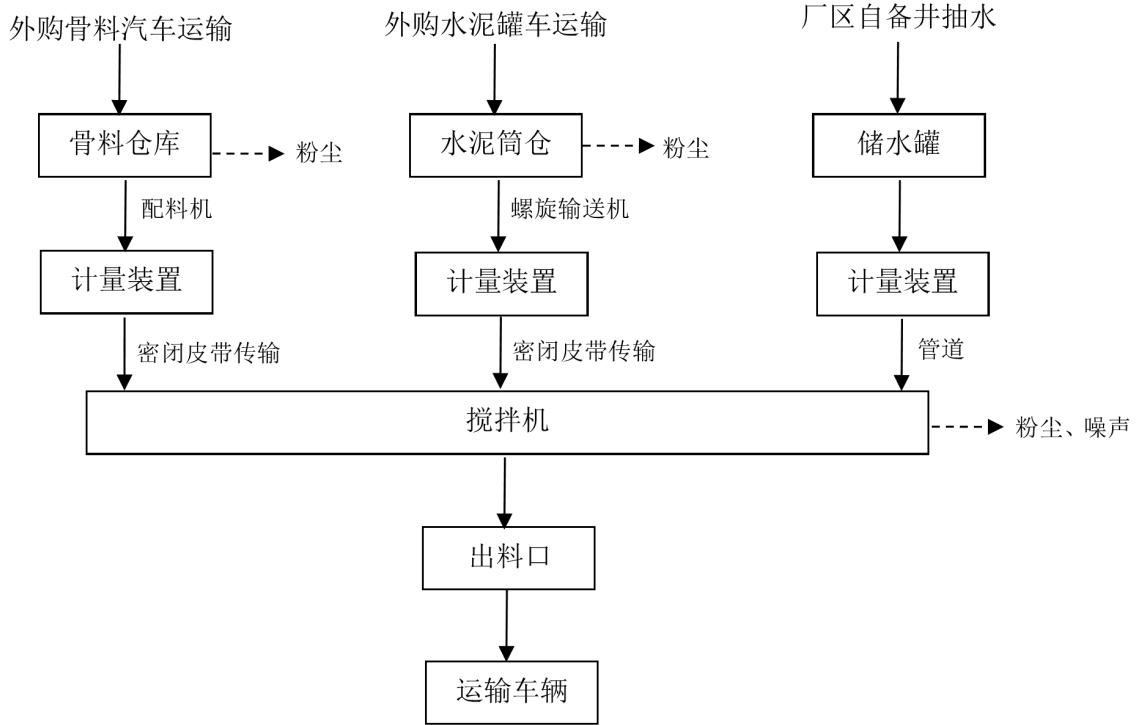 外购骨料汽车运输
外购水泥罐车运输
厂区自备井抽水
骨料仓库
粉尘
水泥筒仓
粉尘
储水罐
配料机
螺旋输送机
计量装置
计量装置
计量装置
密闭皮带传输
密闭皮带传输
管道
搅拌机
粉尘、噪声
出料口
运输车辆